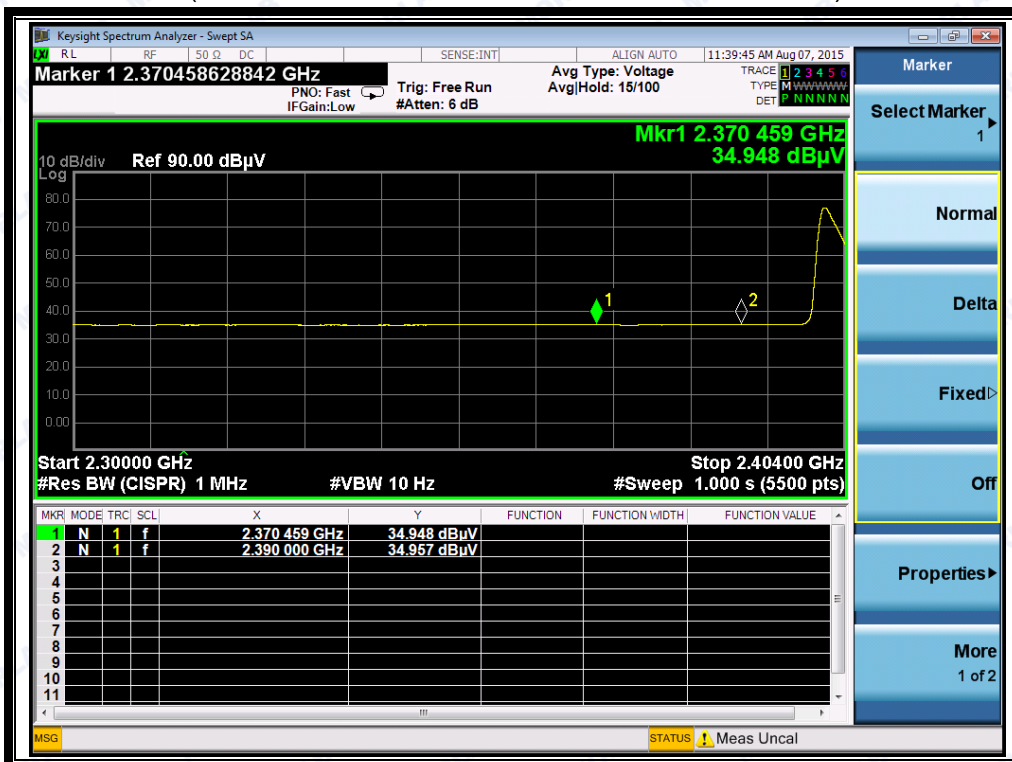 Keysight Spectrum Analyzer - Swept SA
RL RF 50 Ω DC SENSE:INT ALIGN AUTO 11:39:45 AM Aug 07, 2015
Marker 1 2.370458628842 GHz
PNO: Fast
IFGain:Low
Trig: Free Run
#Atten: 6 dB
Avg Type: Voltage
Avg|Hold: 15/100
TRACE 1 2 3 4 5 6
TYPE M WWWWW
DET P N N N N N
Mkr1 2.370 459 GHz
34.948 dBµV
10 dB/div Ref 90.00 dBµV
Log
80.0
70.0
60.0
50.0
40.0
30.0
20.0
10.0
0.00
1
2
Start 2.30000 GHz Stop 2.40400 GHz
#Res BW (CISPR) 1 MHz #VBW 10 Hz #Sweep 1.000 s (5500 pts)
MKR MODE TRC SCL X Y FUNCTION FUNCTION WIDTH FUNCTION VALUE
1 N 1 f 2.370 459 GHz 34.948 dBµV
2 N 1 f 2.390 000 GHz 34.957 dBµV
3
4
5
6
7
8
9
10
11
MSG STATUS Meas Uncal
Marker
Select Marker
1
Normal
Delta
Fixed
Off
Properties
More
1 of 2